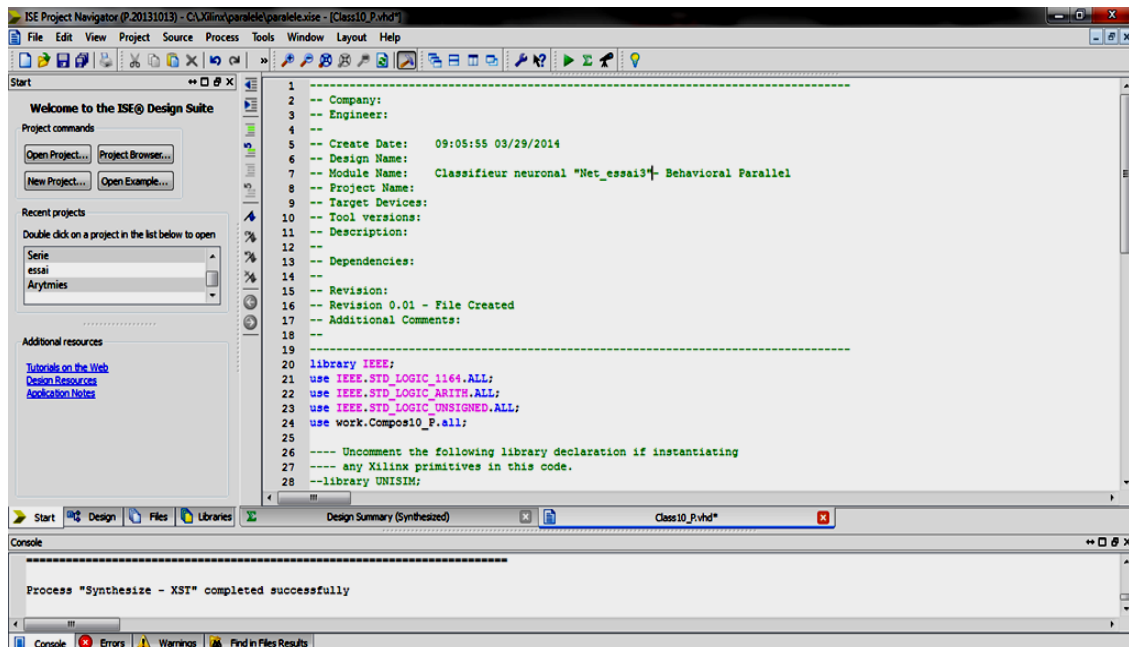 ISE Project Navigator (P.20131013) - C:\Xilinx\paralele\paralele.xise - [Class10_P.vhd*]
File Edit View Project Source Process Tools Window Layout Help
Start
Welcome to the ISE® Design Suite
Project commands
Open Project... Project Browser...
New Project... Open Example...
Recent projects
Double click on a project in the list below to open
Serie
essai
Arytmies
Additional resources
Tutorials on the Web
Design Resources
Application Notes
1 --------------------------------------------------------------------------------
2 -- Company:
3 -- Engineer:
4 --
5 -- Create Date: 09:05:55 03/29/2014
6 -- Design Name:
7 -- Module Name: Classifieur neuronal "Net_essai3"- Behavioral Parallel
8 -- Project Name:
9 -- Target Devices:
10 -- Tool versions:
11 -- Description:
12 --
13 -- Dependencies:
14 --
15 -- Revision:
16 -- Revision 0.01 - File Created
17 -- Additional Comments:
18 --
19 --------------------------------------------------------------------------------
20 library IEEE;
21 use IEEE.STD_LOGIC_1164.ALL;
22 use IEEE.STD_LOGIC_ARITH.ALL;
23 use IEEE.STD_LOGIC_UNSIGNED.ALL;
24 use work.Compos10_P.all;
25
26 ---- Uncomment the following library declaration if instantiating
27 ---- any Xilinx primitives in this code.
28 --library UNISIM;
Start Design Files Libraries
Design Summary (Synthesized) Class10_P.vhd*
Console
Process "Synthesize - XST" completed successfully
Console Errors Warnings Find in Files Results